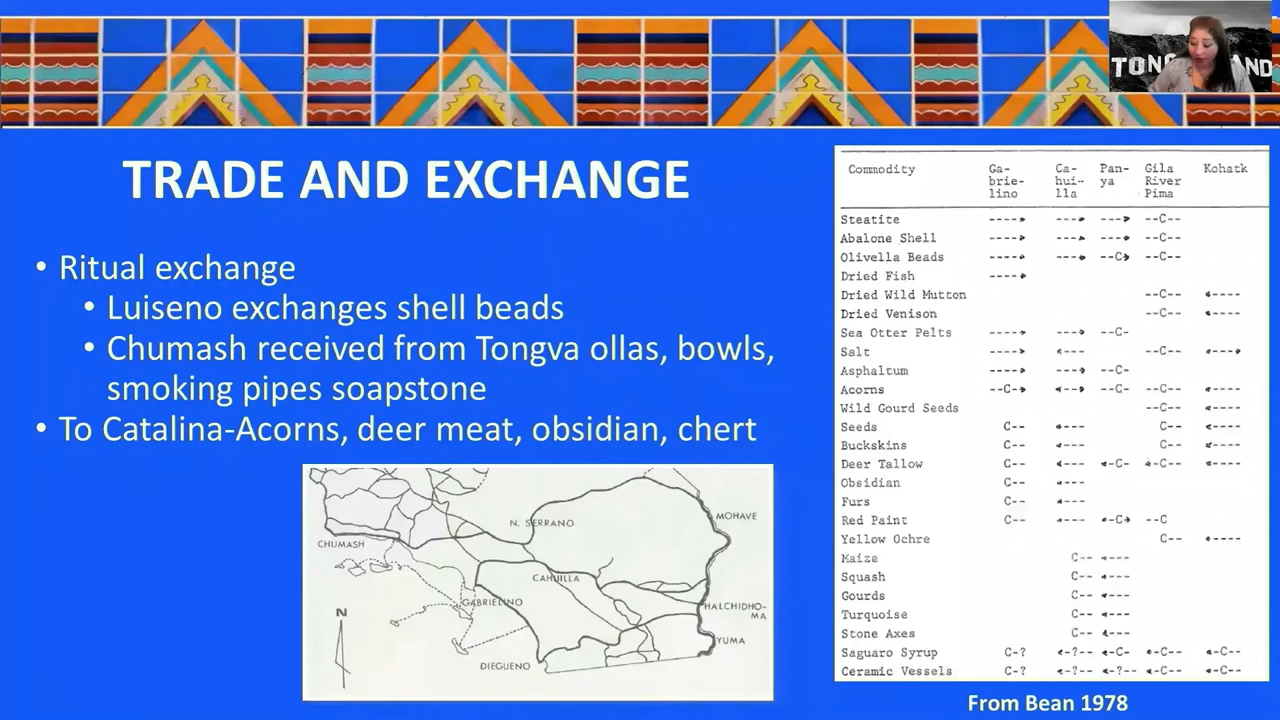 TONG AND
TRADE AND EXCHANGE
• Ritual exchange
• Luiseno exchanges shell beads
• Chumash received from Tongva ollas, bowls,
smoking pipes soapstone
• To Catalina-Acorns, deer meat, obsidian, chert
CHUMASH
N. SERRANO
MOHAVE
CAHUILLA
GABRIELINO
HALCHIDHO-
MA
YUMA
DIEGUENO
N
Commodity Ga- Ca- Pan- Gila Kohatk
brie- hui- ya River
lino lla Pima
Steatite ----> ---> ---> --C--
Abalone Shell ----> ---> ---> --C--
Olivella Beads ----> ---> --C> --C--
Dried Fish ---->
Dried Wild Mutton --C-- <----
Dried Venison --C-- <----
Sea Otter Pelts ----> ---> --C-
Salt ----> <--- --C-- <--->
Asphaltum ----> ---> --C-
Acorns --C-> <--> --C- --C-- <----
Wild Gourd Seeds --C-- <----
Seeds C-- <--- C-- <----
Buckskins C-- <--- C-- <----
Deer Tallow C-- <--- <-C- <-C-- <----
Obsidian C-- <---
Furs C-- <---
Red Paint C-- <--- <-C> --C
Yellow Ochre C-- <----
Maize C-- <---
Squash C-- <---
Gourds C-- <---
Turquoise C-- <---
Stone Axes C-- <---
Saguaro Syrup C-? <-?-- <-C- <-C-- <-C--
Ceramic Vessels C-? <-?-- <-?-- <-C-- <-C--
From Bean 1978